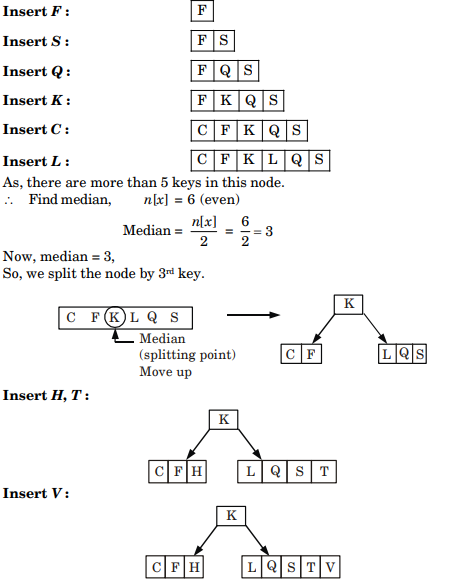 Insert F : F
Insert S : F S
Insert Q : F Q S
Insert K : F K Q S
Insert C : C F K Q S
Insert L : C F K L Q S
As, there are more than 5 keys in this node.
∴ Find median, n[x] = 6 (even)
Median = n[x]/2 = 6/2 = 3
Now, median = 3,
So, we split the node by 3rd key.
K
C F K L Q S
Median
(splitting point)
Move up
C F L Q S
Insert H, T :
K
C F H L Q S T
Insert V :
K
C F H L Q S T V